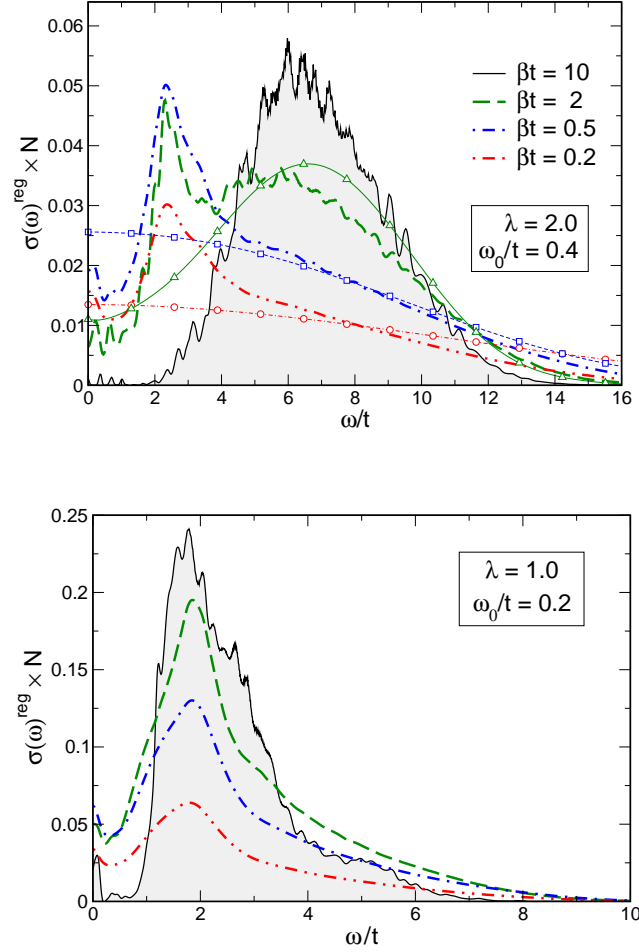 0.06
0.05
0.04
0.03
0.02
0.01
0
σ(ω)^reg × N
βt = 10
βt = 2
βt = 0.5
βt = 0.2
λ = 2.0
ω₀/t = 0.4
0 2 4 6 8 10 12 14 16
ω/t
0.25
0.2
0.15
0.1
0.05
0
σ(ω)^reg × N
λ = 1.0
ω₀/t = 0.2
0 2 4 6 8 10
ω/t